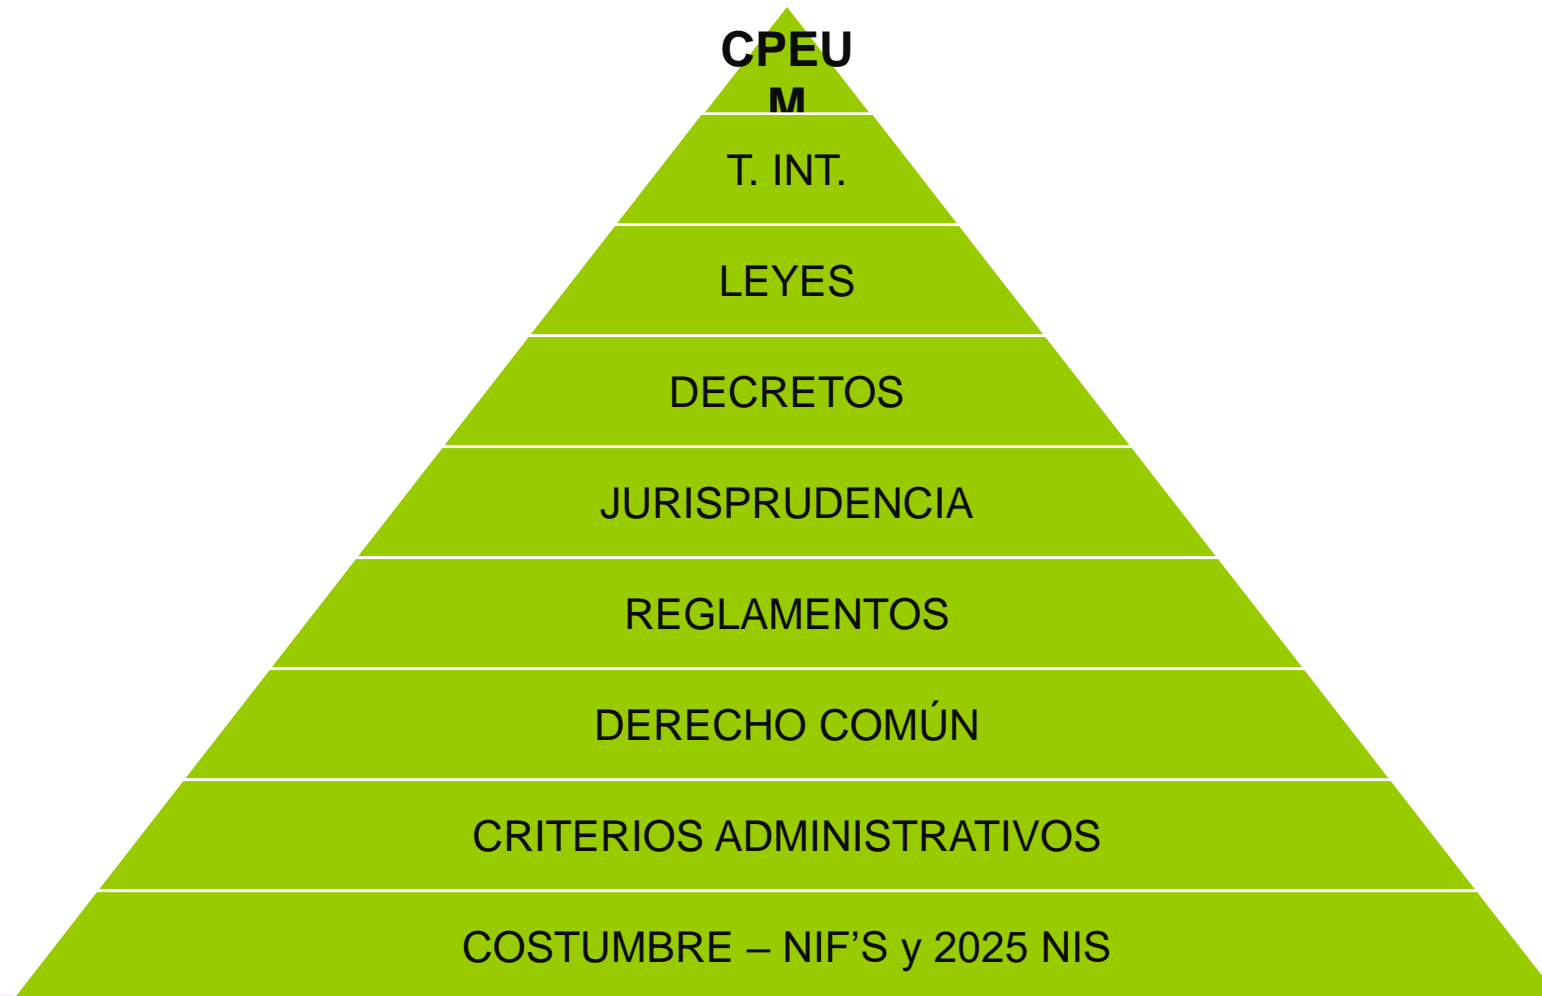 CPEU
M
T. INT.
LEYES
DECRETOS
JURISPRUDENCIA
REGLAMENTOS
DERECHO COMÚN
CRITERIOS ADMINISTRATIVOS
COSTUMBRE – NIF’S y 2025 NIS